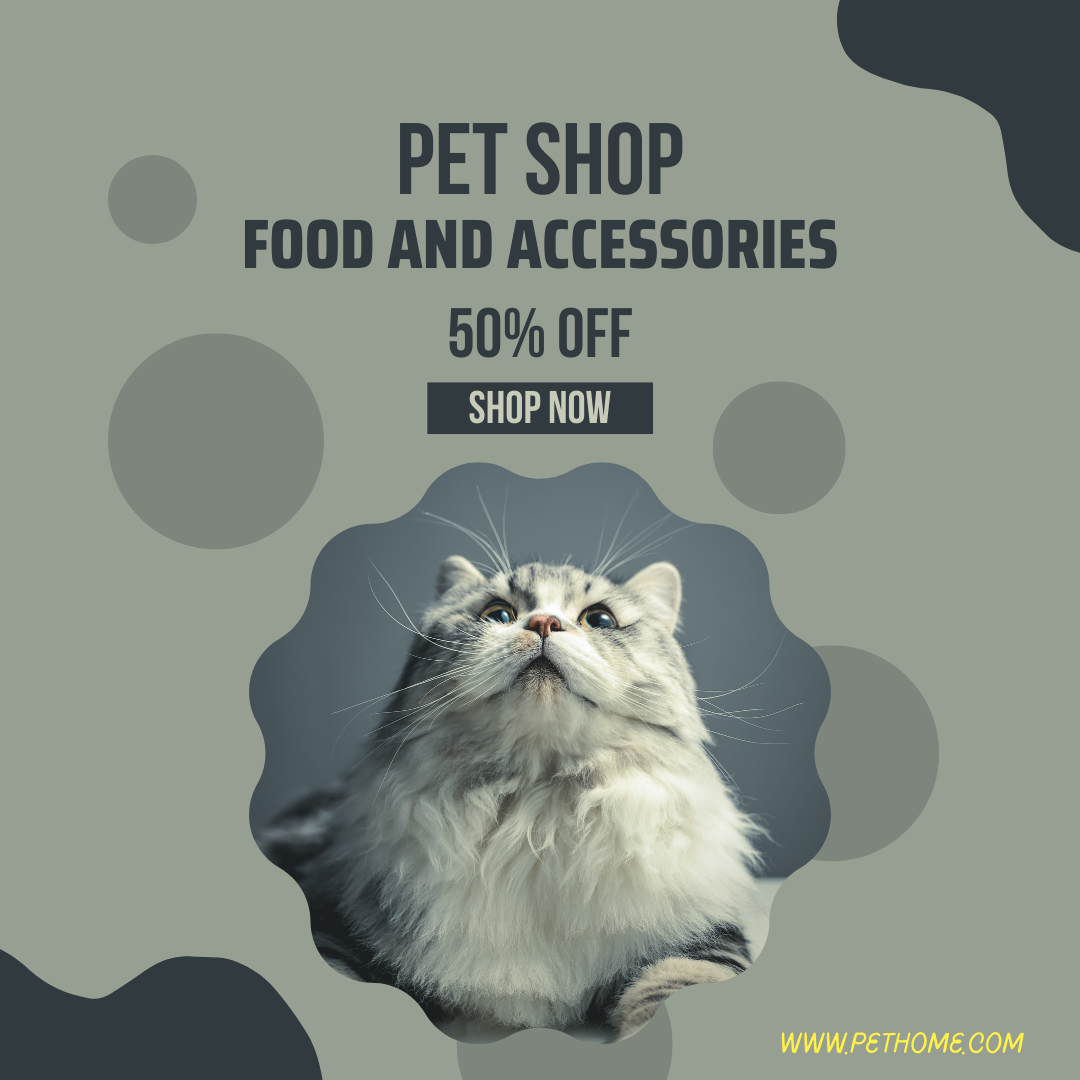 PET SHOP
FOOD AND ACCESSORIES
50% OFF
SHOP NOW
WWW.PETHOME.COM